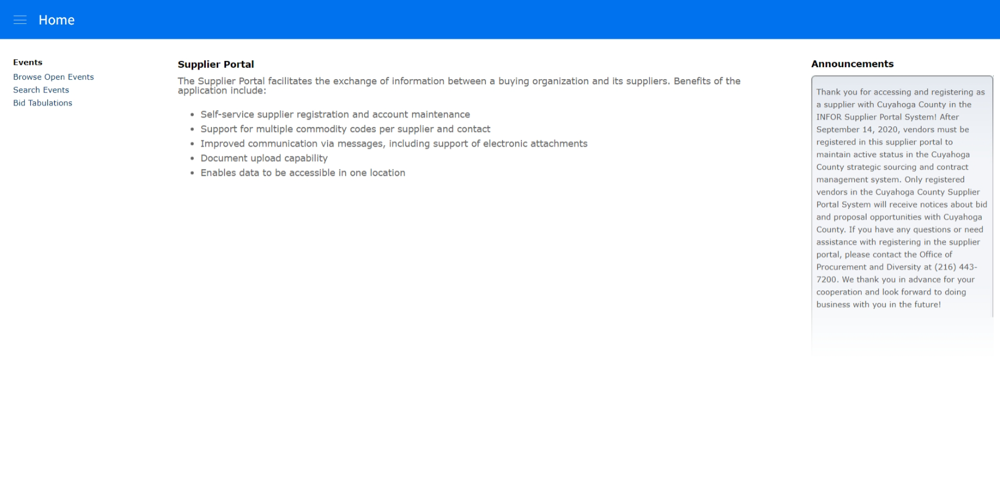 Home
Events
Browse Open Events
Search Events
Bid Tabulations
Supplier Portal
The Supplier Portal facilitates the exchange of information between a buying organization and its suppliers. Benefits of the
application include:
• Self-service supplier registration and account maintenance
• Support for multiple commodity codes per supplier and contact
• Improved communication via messages, including support of electronic attachments
• Document upload capability
• Enables data to be accessible in one location
Announcements
Thank you for accessing and registering as
a supplier with Cuyahoga County in the
INFOR Supplier Portal System! After
September 14, 2020, vendors must be
registered in this supplier portal to
maintain active status in the Cuyahoga
County strategic sourcing and contract
management system. Only registered
vendors in the Cuyahoga County Supplier
Portal System will receive notices about bid
and proposal opportunities with Cuyahoga
County. If you have any questions or need
assistance with registering in the supplier
portal, please contact the Office of
Procurement and Diversity at (216) 443-
7200. We thank you in advance for your
cooperation and look forward to doing
business with you in the future!